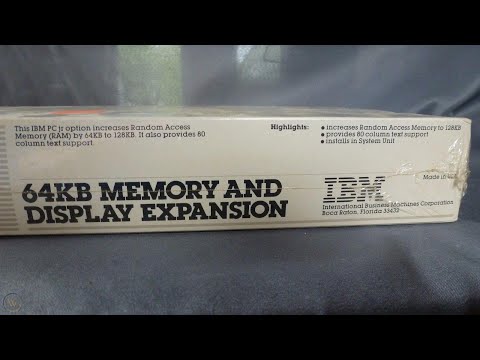 This IBM PC jr option increases Random Access
Memory (RAM) by 64KB to 128KB. It also provides 80
column text support.
Highlights:
• increases Random Access Memory to 128KB
• provides 80 column text support
• installs in System Unit
64KB MEMORY AND
DISPLAY EXPANSION
IBM
Made in
International Business Machines Corporation
Boca Raton, Florida 33432